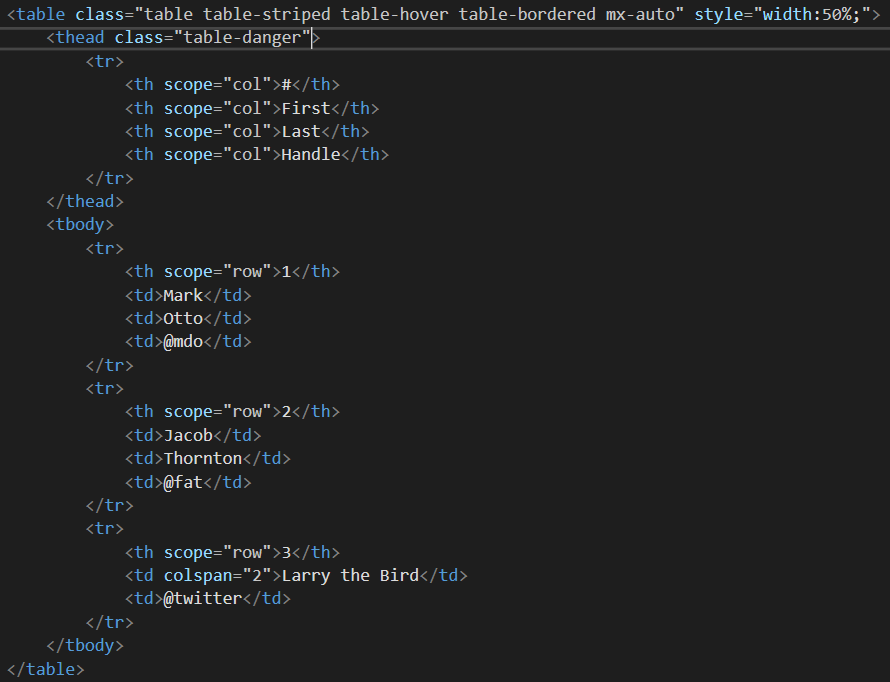 <table class="table table-striped table-hover table-bordered mx-auto" style="width:50%;">
    <thead class="table-danger">
        <tr>
            <th scope="col">#</th>
            <th scope="col">First</th>
            <th scope="col">Last</th>
            <th scope="col">Handle</th>
        </tr>
    </thead>
    <tbody>
        <tr>
            <th scope="row">1</th>
            <td>Mark</td>
            <td>Otto</td>
            <td>@mdo</td>
        </tr>
        <tr>
            <th scope="row">2</th>
            <td>Jacob</td>
            <td>Thornton</td>
            <td>@fat</td>
        </tr>
        <tr>
            <th scope="row">3</th>
            <td colspan="2">Larry the Bird</td>
            <td>@twitter</td>
        </tr>
    </tbody>
</table>